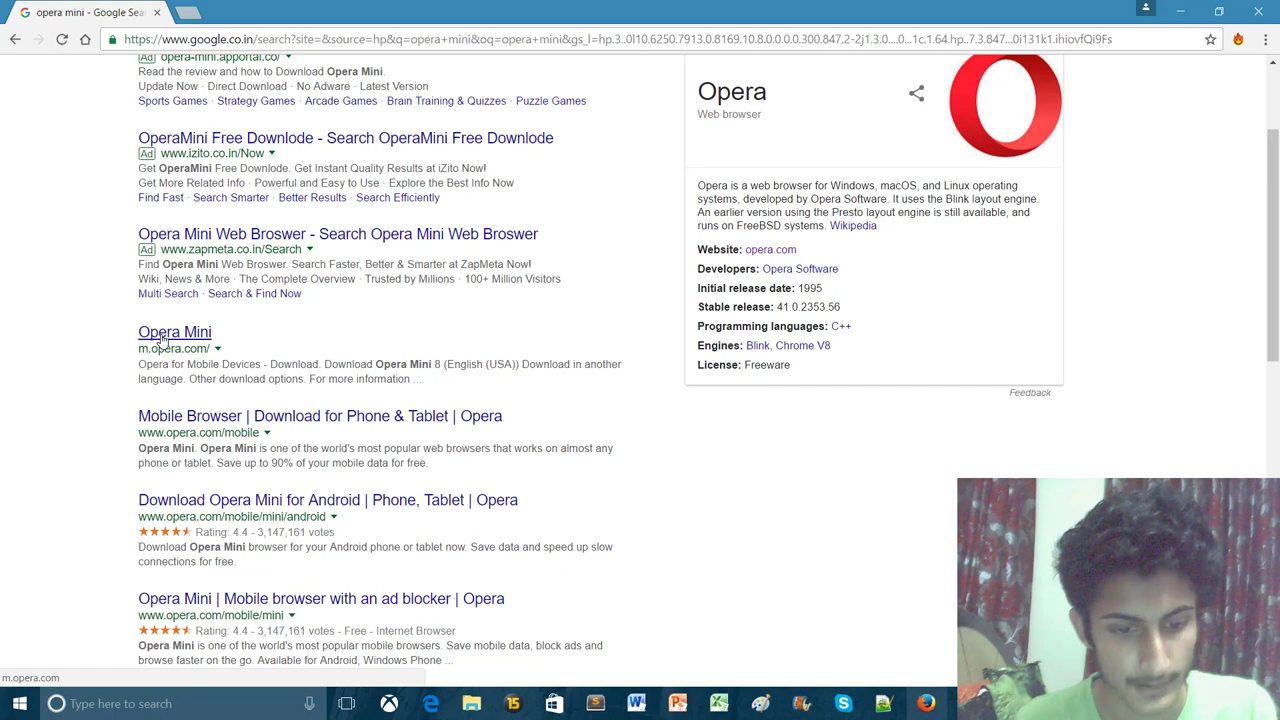 opera mini - Google Sea
https://www.google.co.in/search?site=&source=hp&q=opera+mini&oq=opera+mini&gs_l=hp.3..0l10.6250.7913.0.8169.10.8.0.0.0.0.300.847.2-2j1.3.0....0...1c.1.64.hp..7.3.847...0i131k1.ihiovfQji9Fs
Ad opera-mini.apportal.co/
Read the review and how to Download Opera Mini.
Update Now · Direct Download · No Adware · Latest Version
Sports Games · Strategy Games · Arcade Games · Brain Training & Quizzes · Puzzle Games
OperaMini Free Downlode - Search OperaMini Free Downlode
Ad www.izito.co.in/Now
Get OperaMini Free Downlode. Get Instant Quality Results at iZito Now!
Get More Related Info · Powerful and Easy to Use · Explore the Best Info Now
Find Fast · Search Smarter · Better Results · Search Efficiently
Opera Mini Web Broswer - Search Opera Mini Web Broswer
Ad www.zapmeta.co.in/Search
Find Opera Mini Web Broswer. Search Faster, Better & Smarter at ZapMeta Now!
Wiki, News & More · The Complete Overview · Trusted by Millions · 100+ Million Visitors
Multi Search · Search & Find Now
Opera Mini
m.opera.com/
Opera for Mobile Devices - Download. Download Opera Mini 8 (English (USA)) Download in another
language. Other download options. For more information ...
Mobile Browser | Download for Phone & Tablet | Opera
www.opera.com/mobile
Opera Mini. Opera Mini is one of the world's most popular web browsers that works on almost any
phone or tablet. Save up to 90% of your mobile data for free.
Download Opera Mini for Android | Phone, Tablet | Opera
www.opera.com/mobile/mini/android
Rating: 4.4 - 3,147,161 votes
Download Opera Mini browser for your Android phone or tablet now. Save data and speed up slow
connections for free.
Opera Mini | Mobile browser with an ad blocker | Opera
www.opera.com/mobile/mini
Rating: 4.4 - 3,147,161 votes - Free - Internet Browser
Opera Mini is one of the world's most popular mobile browsers. Save mobile data, block ads and
browse faster on the go. Available for Android, Windows Phone ...
Opera
Web browser
Opera is a web browser for Windows, macOS, and Linux operating
systems, developed by Opera Software. It uses the Blink layout engine.
An earlier version using the Presto layout engine is still available, and
runs on FreeBSD systems. Wikipedia
Website: opera.com
Developers: Opera Software
Initial release date: 1995
Stable release: 41.0.2353.56
Programming languages: C++
Engines: Blink, Chrome V8
License: Freeware
Feedback
m.opera.com
Type here to search